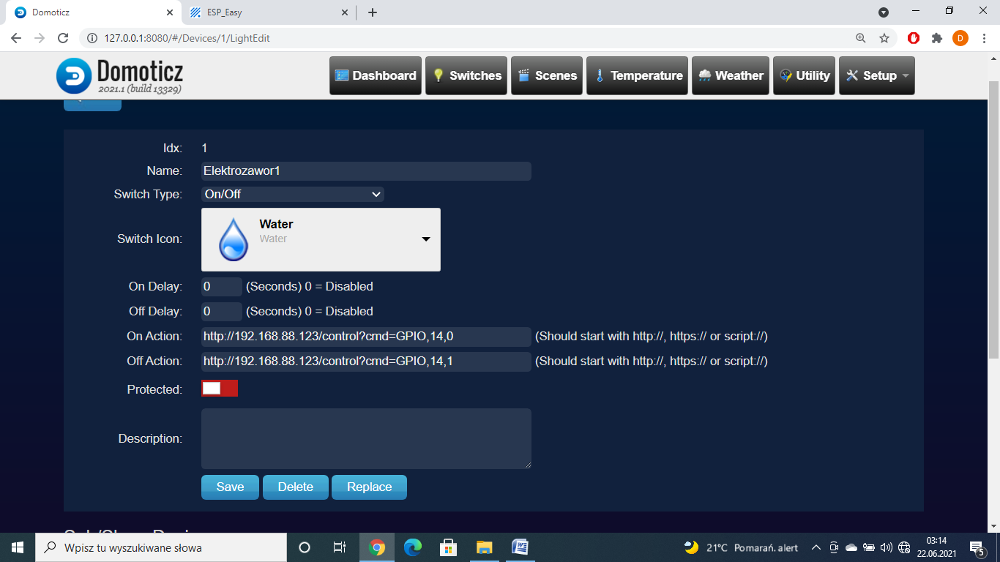 Domoticz
ESP_Easy
127.0.0.1:8080/#/Devices/1/LightEdit
D
Domoticz
2021.1 (build 13329)
Dashboard
Switches
Scenes
Temperature
Weather
Utility
Setup
Idx: 1
Name: Elektrozawor1
Switch Type: On/Off
Switch Icon: Water
Water
On Delay: 0 (Seconds) 0 = Disabled
Off Delay: 0 (Seconds) 0 = Disabled
On Action: http://192.168.88.123/control?cmd=GPIO,14,0 (Should start with http://, https:// or script://)
Off Action: http://192.168.88.123/control?cmd=GPIO,14,1 (Should start with http://, https:// or script://)
Protected:
Description:
Save Delete Replace
Wpisz tu wyszukiwane słowa
21°C Pomarań. alert
03:14
22.06.2021
5